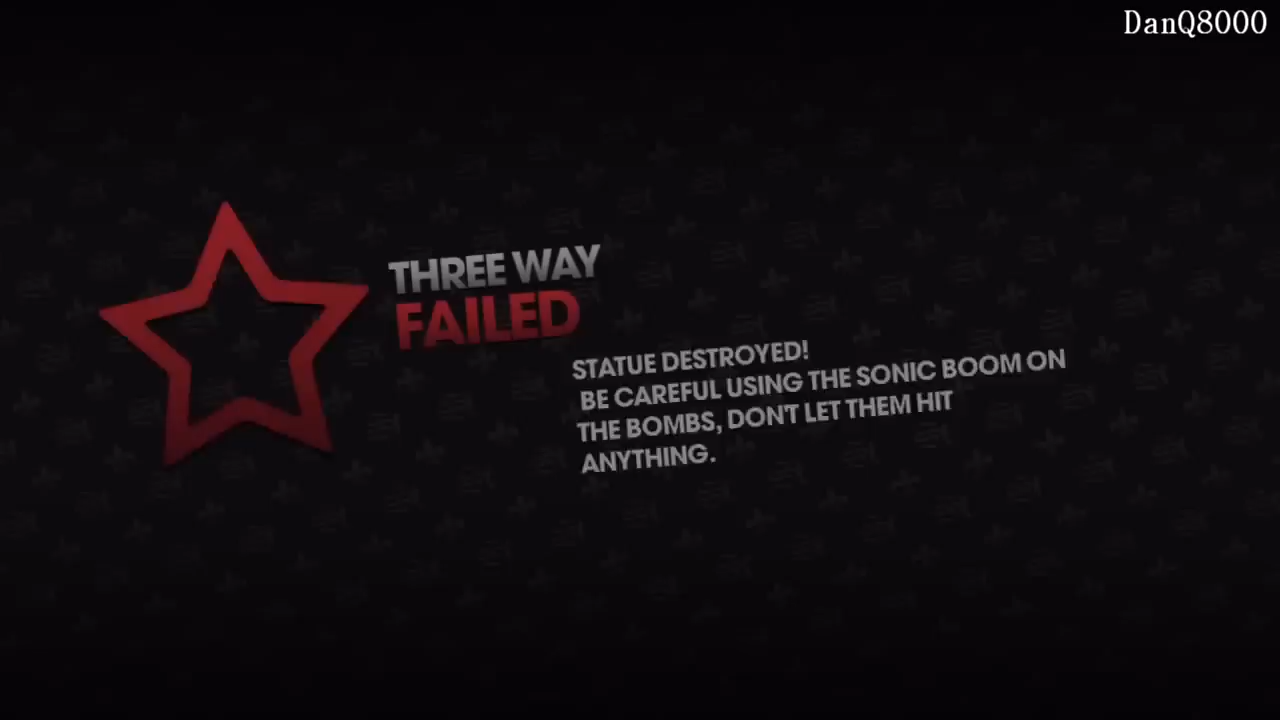 DanQ8000
THREE WAY
FAILED
STATUE DESTROYED!
BE CAREFUL USING THE SONIC BOOM ON
THE BOMBS, DON'T LET THEM HIT
ANYTHING.